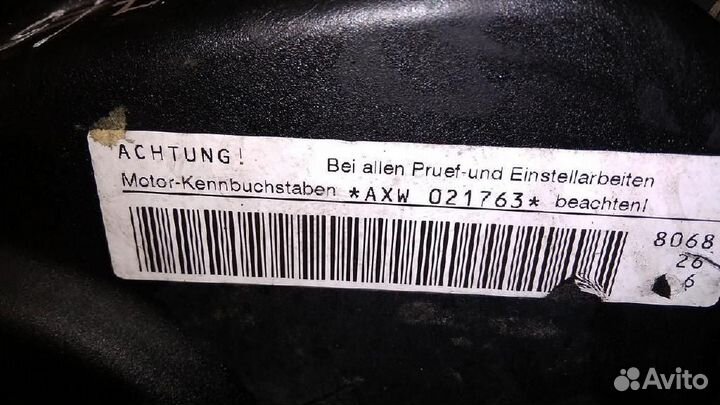 ACHTUNG! Bei allen Pruef-und Einstellarbeiten
Motor-Kennbuchstaben *AXW 021763* beachten!
8068
26
6
Avito